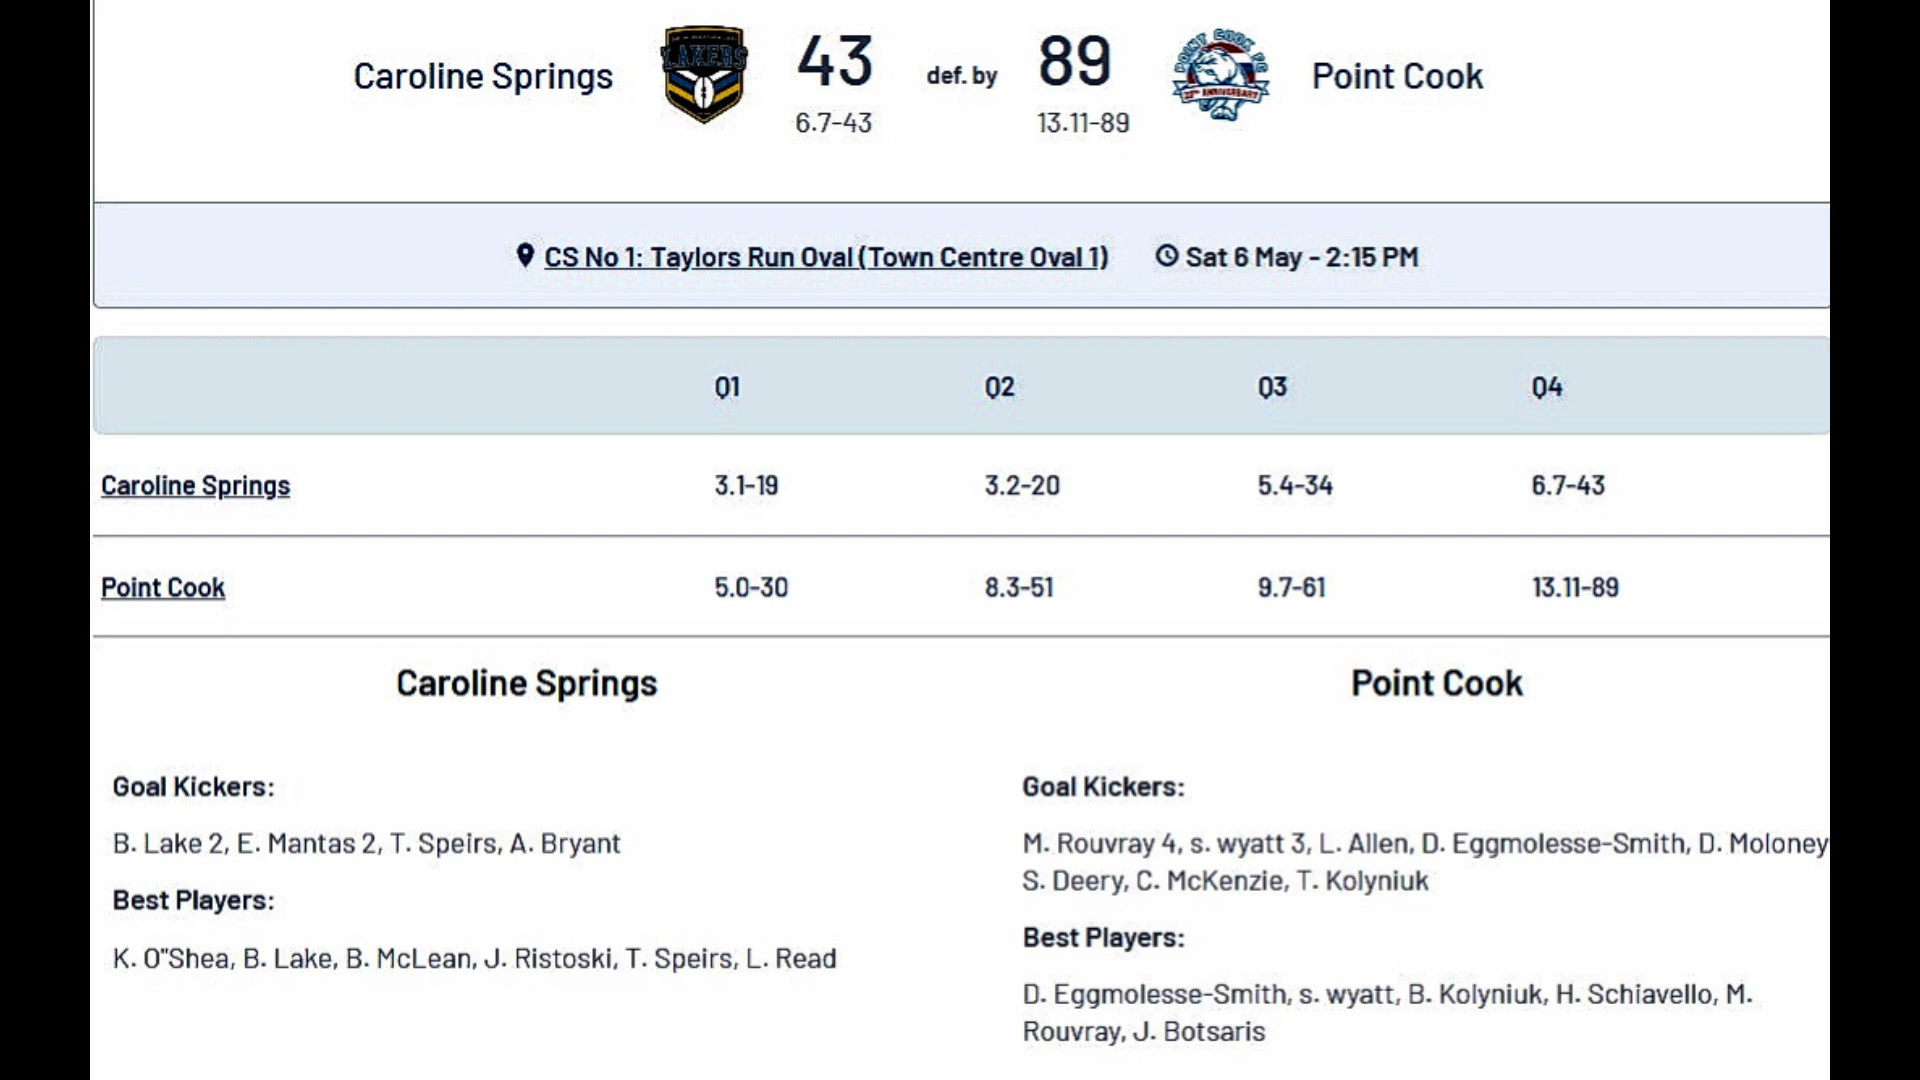 Caroline Springs
LAKERS
43
def. by
89
POINT COOK FC
ANNIVERSARY
Point Cook
6.7-43
13.11-89
CS No 1: Taylors Run Oval (Town Centre Oval 1)
Sat 6 May - 2:15 PM
Q1 Q2 Q3 Q4
Caroline Springs 3.1-19 3.2-20 5.4-34 6.7-43
Point Cook 5.0-30 8.3-51 9.7-61 13.11-89
Caroline Springs
Goal Kickers:
B. Lake 2, E. Mantas 2, T. Speirs, A. Bryant
Best Players:
K. O"Shea, B. Lake, B. McLean, J. Ristoski, T. Speirs, L. Read
Point Cook
Goal Kickers:
M. Rouvray 4, s. wyatt 3, L. Allen, D. Eggmolesse-Smith, D. Moloney
S. Deery, C. McKenzie, T. Kolyniuk
Best Players:
D. Eggmolesse-Smith, s. wyatt, B. Kolyniuk, H. Schiavello, M.
Rouvray, J. Botsaris